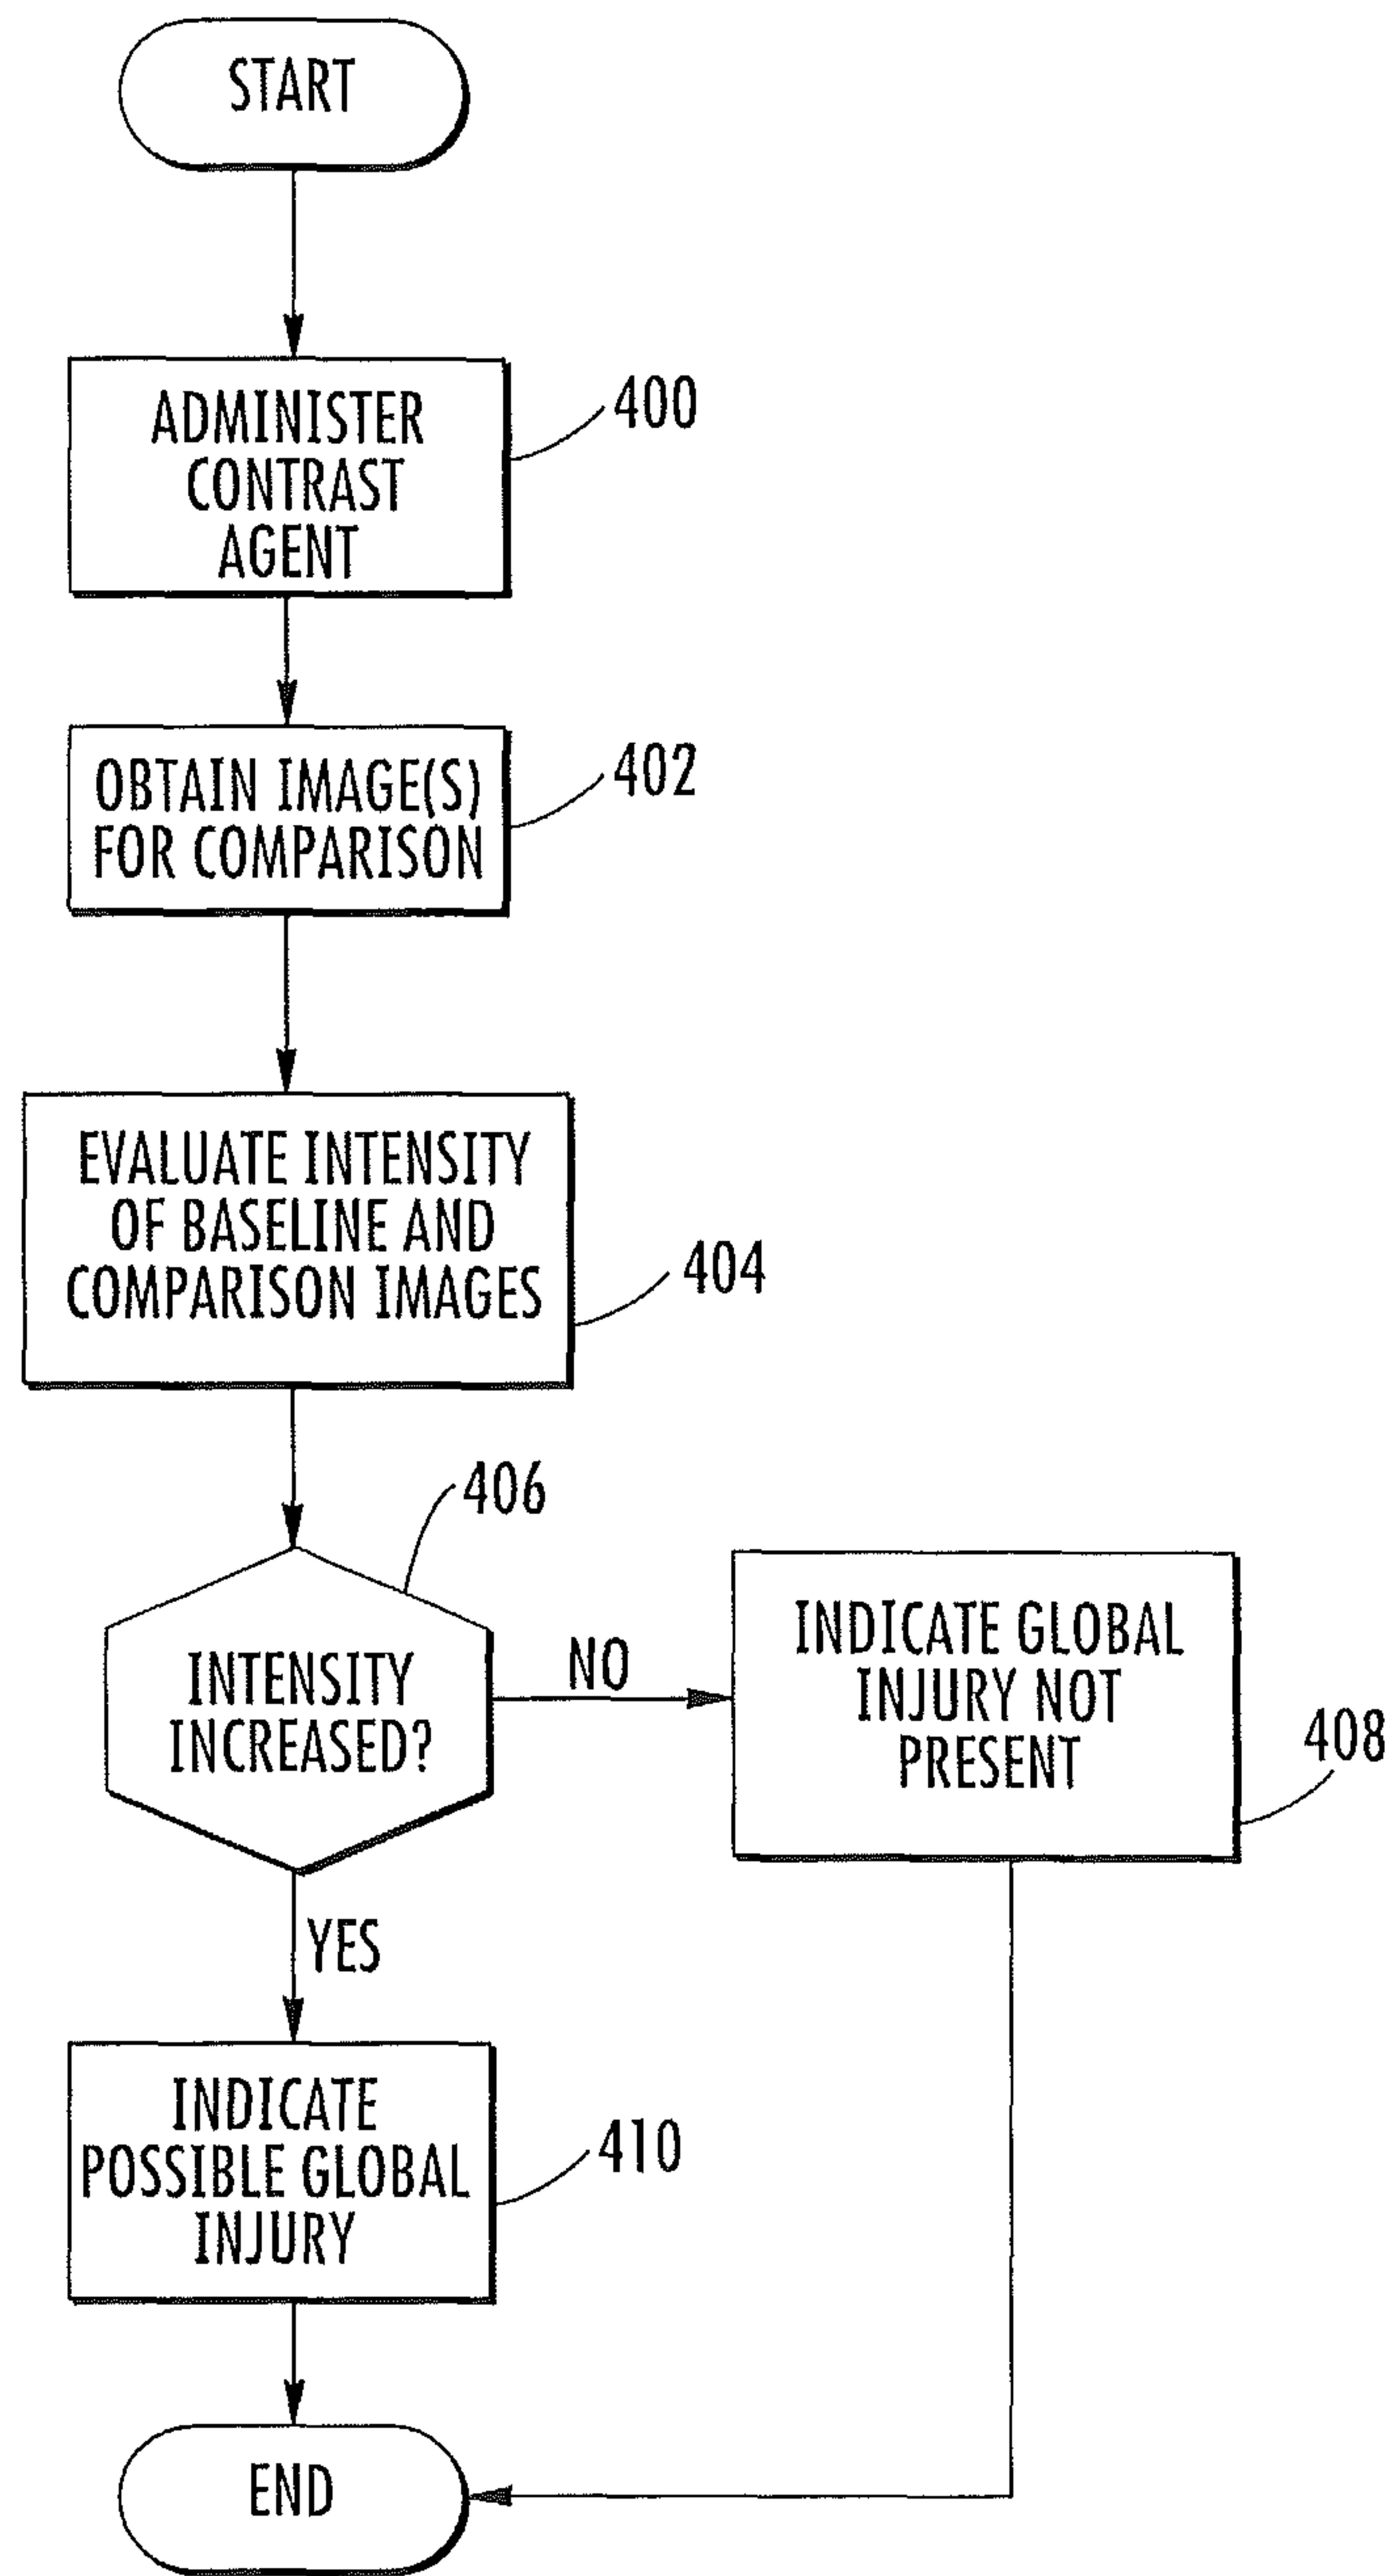 START
ADMINISTER
CONTRAST
AGENT
400
OBTAIN IMAGE(S)
FOR COMPARISON
402
EVALUATE INTENSITY
OF BASELINE AND
COMPARISON IMAGES
404
406
INTENSITY
INCREASED?
NO
INDICATE GLOBAL
INJURY NOT
PRESENT
408
YES
INDICATE
POSSIBLE GLOBAL
INJURY
410
END